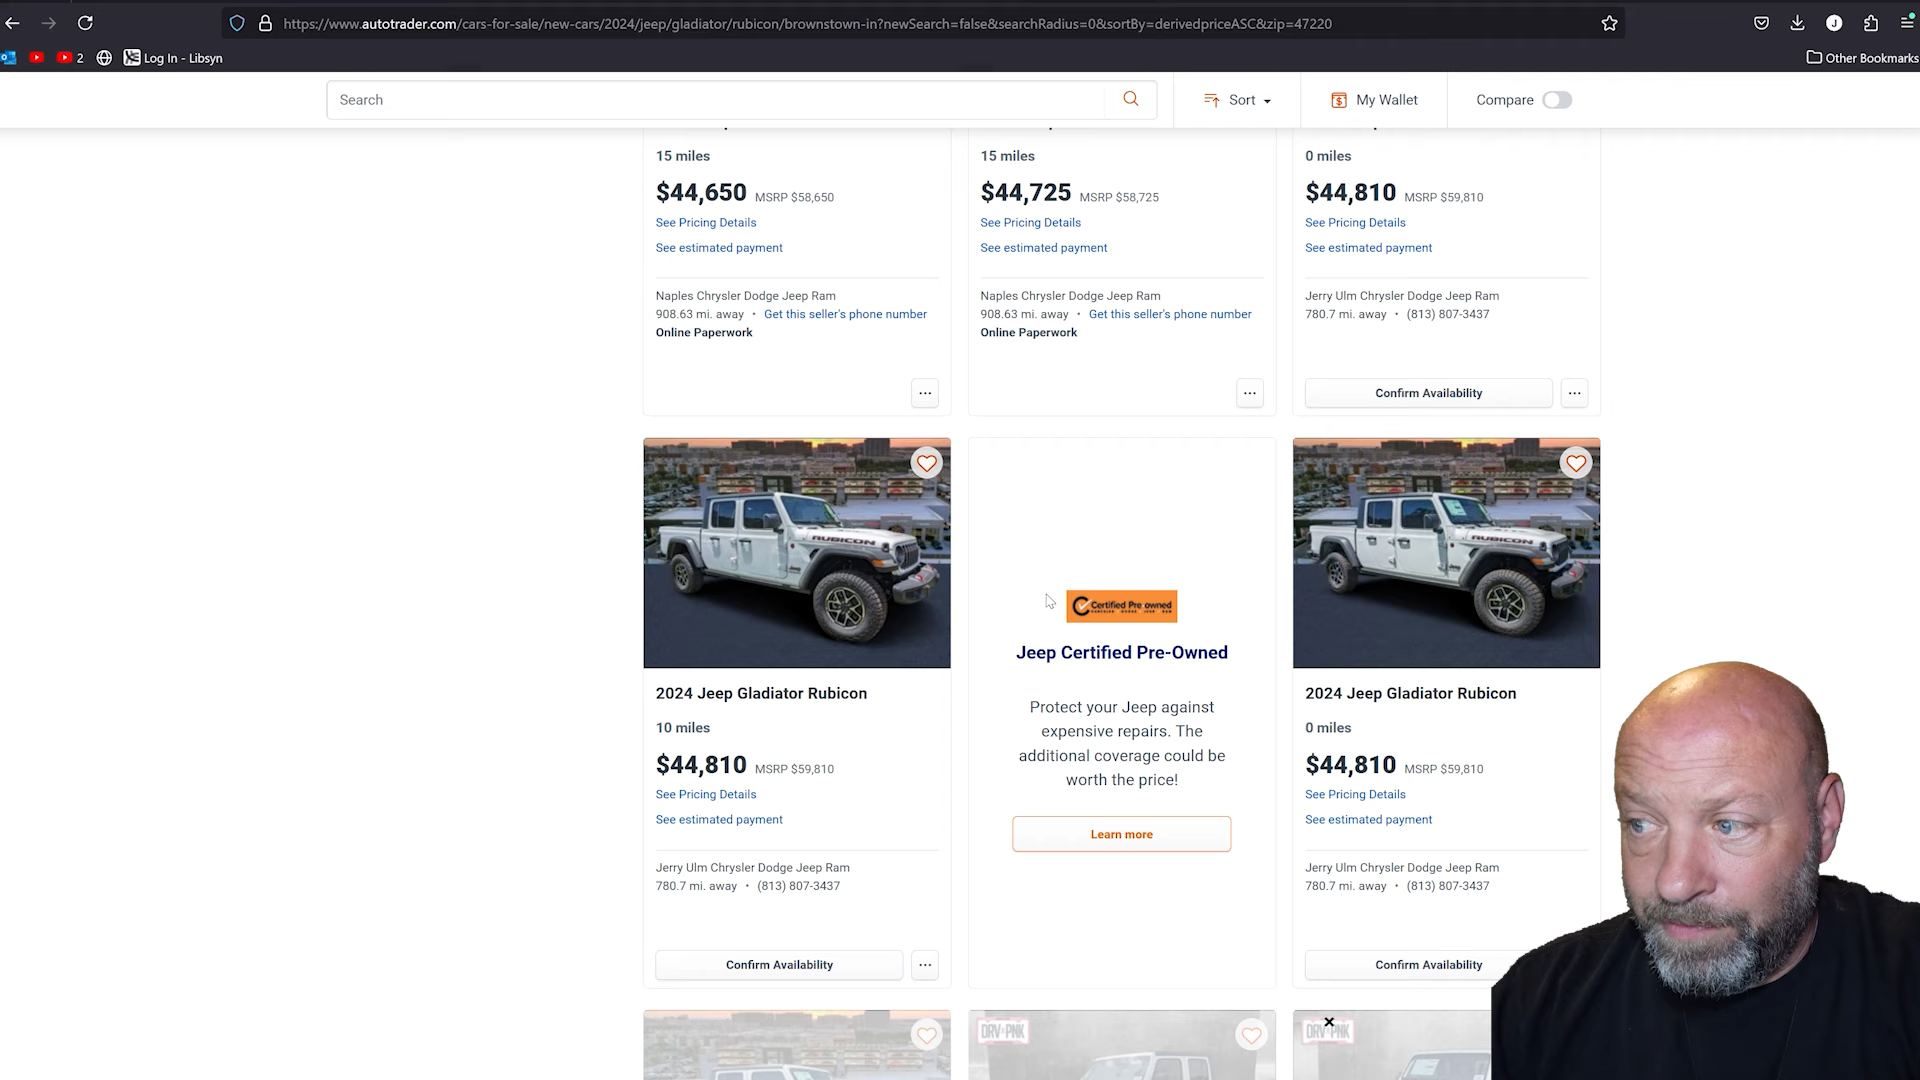 https://www.autotrader.com/cars-for-sale/new-cars/2024/jeep/gladiator/rubicon/brownstown-in?newSearch=false&searchRadius=0&sortBy=derivedpriceASC&zip=47220
2
Log In - Libsyn
Other Bookmarks
Search
Sort
My Wallet
Compare
15 miles
$44,650 MSRP $58,650
See Pricing Details
See estimated payment
Naples Chrysler Dodge Jeep Ram
908.63 mi. away • Get this seller's phone number
Online Paperwork
15 miles
$44,725 MSRP $58,725
See Pricing Details
See estimated payment
Naples Chrysler Dodge Jeep Ram
908.63 mi. away • Get this seller's phone number
Online Paperwork
0 miles
$44,810 MSRP $59,810
See Pricing Details
See estimated payment
Jerry Ulm Chrysler Dodge Jeep Ram
780.7 mi. away • (813) 807-3437
Confirm Availability
RUBICON
2024 Jeep Gladiator Rubicon
10 miles
$44,810 MSRP $59,810
See Pricing Details
See estimated payment
Jerry Ulm Chrysler Dodge Jeep Ram
780.7 mi. away • (813) 807-3437
Confirm Availability
Certified Pre-owned
CHRYSLER DODGE JEEP RAM
Jeep Certified Pre-Owned
Protect your Jeep against
expensive repairs. The
additional coverage could be
worth the price!
Learn more
RUBICON
2024 Jeep Gladiator Rubicon
0 miles
$44,810 MSRP $59,810
See Pricing Details
See estimated payment
Jerry Ulm Chrysler Dodge Jeep Ram
780.7 mi. away • (813) 807-3437
Confirm Availability
DRV PNK
DRV PNK